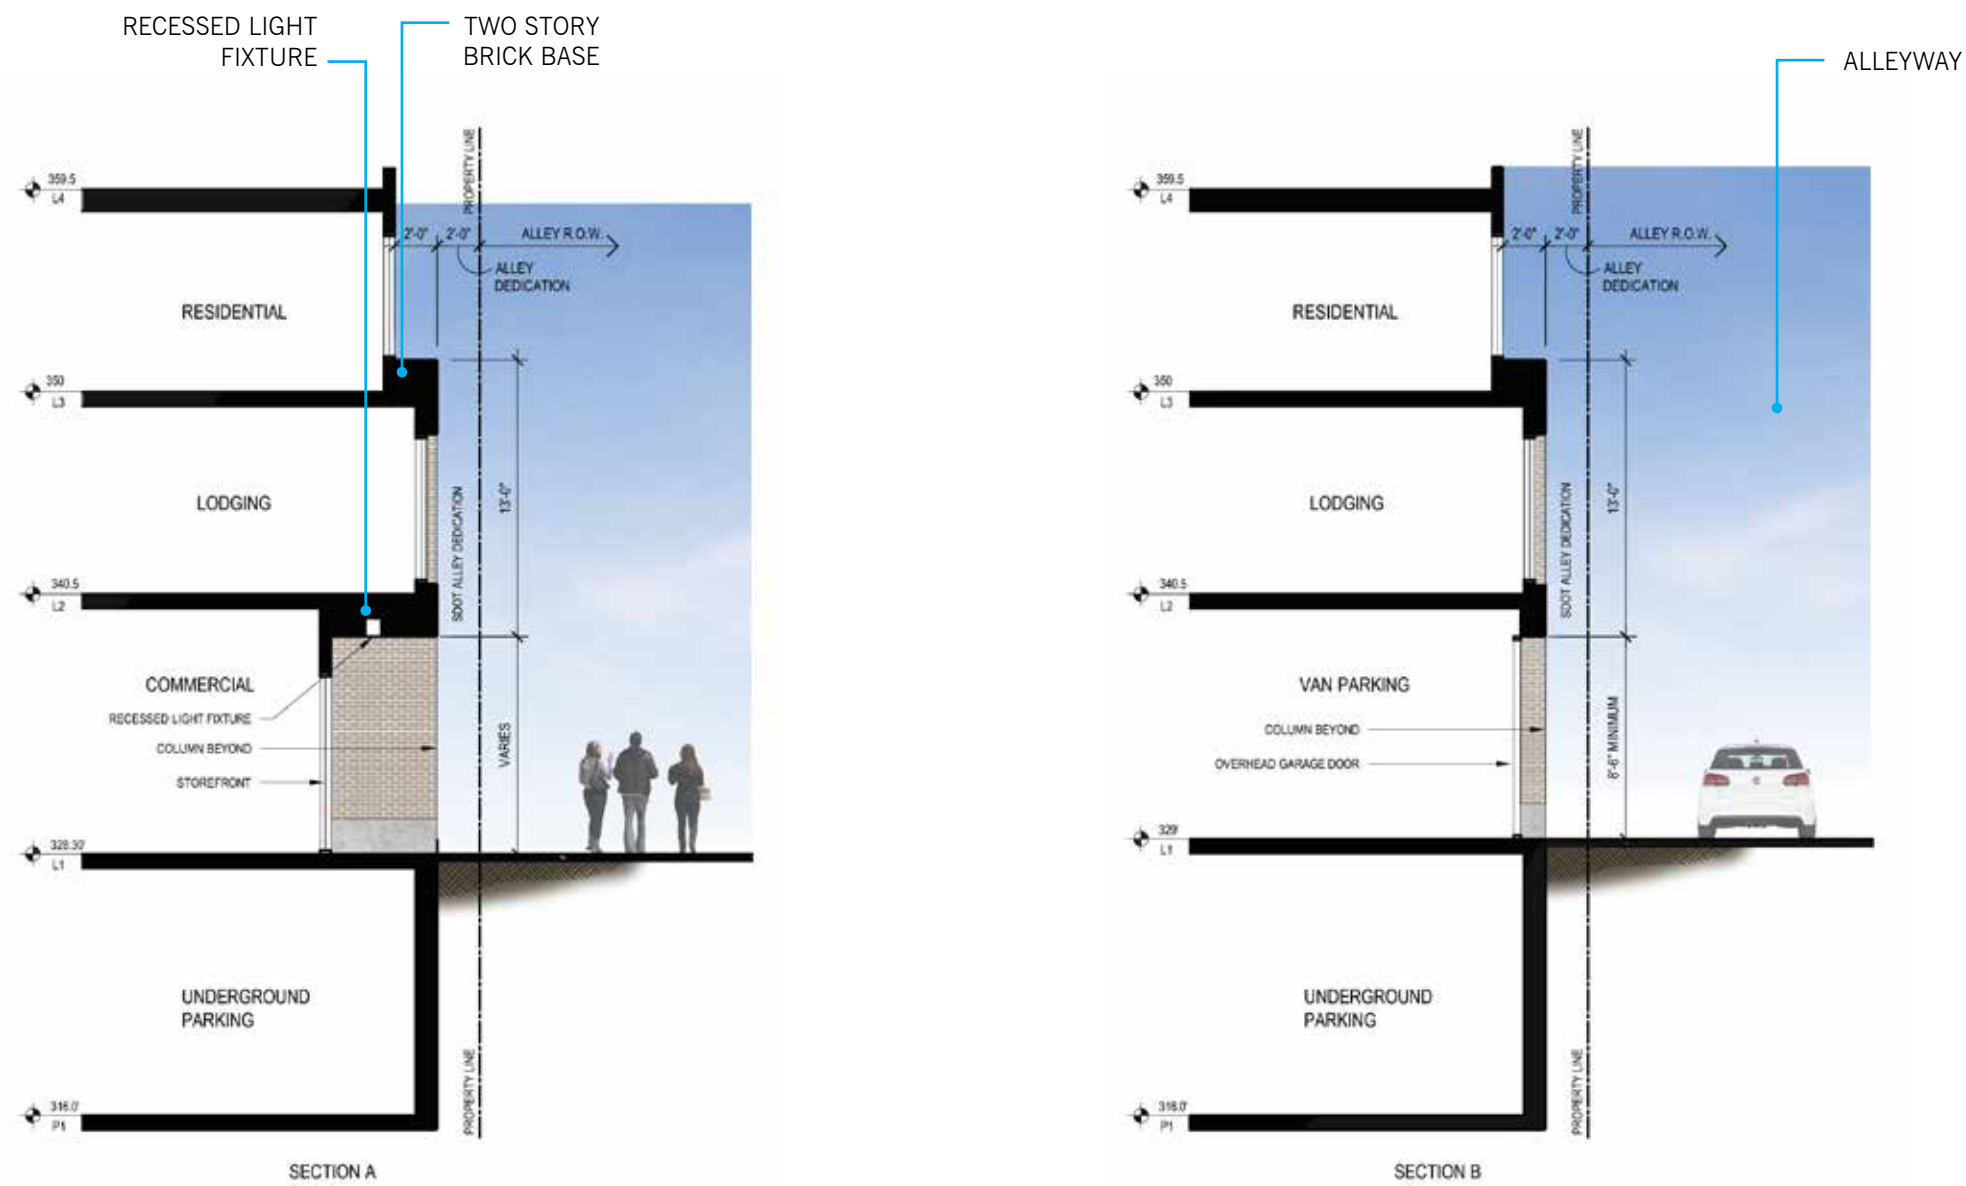 RECESSED LIGHT
FIXTURE
TWO STORY
BRICK BASE
ALLEYWAY
PROPERTY LINE
359.5
L4
2'-0"
2'-0"
ALLEY R.O.W.
ALLEY
DEDICATION
RESIDENTIAL
350
L3
LODGING
SDOT ALLEY DEDICATION
13'-0"
340.5
L2
COMMERCIAL
RECESSED LIGHT FIXTURE
COLUMN BEYOND
STOREFRONT
VARIES
328.30'
L1
UNDERGROUND
PARKING
PROPERTY LINE
316.0'
P1
SECTION A
PROPERTY LINE
359.5
L4
2'-0"
2'-0"
ALLEY R.O.W.
ALLEY
DEDICATION
RESIDENTIAL
350
L3
LODGING
SDOT ALLEY DEDICATION
13'-0"
340.5
L2
VAN PARKING
COLUMN BEYOND
OVERHEAD GARAGE DOOR
8'-6" MINIMUM
329'
L1
UNDERGROUND
PARKING
PROPERTY LINE
316.0'
P1
SECTION B